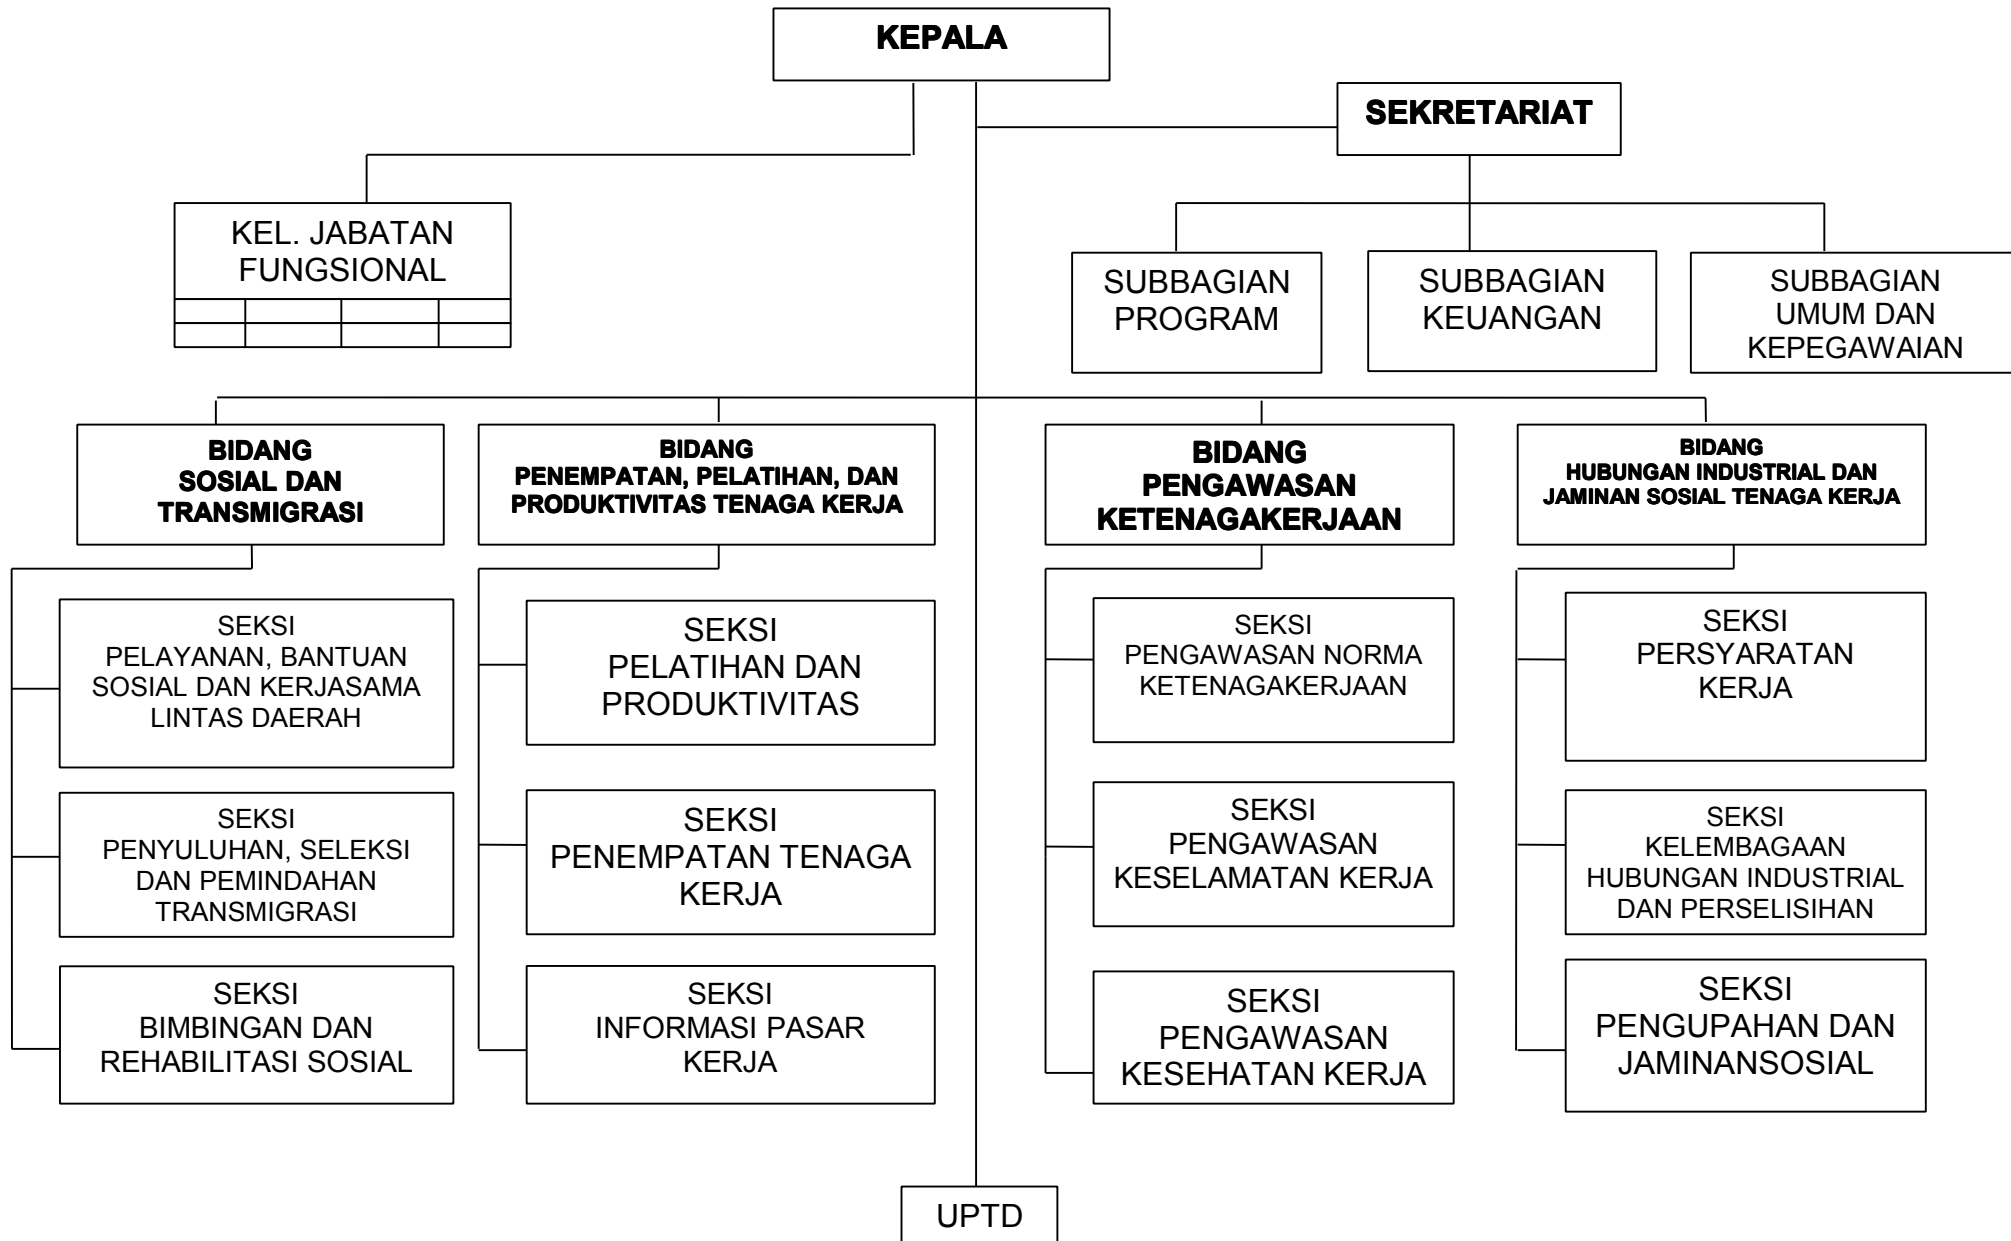 KEPALA
SEKRETARIAT
KEL. JABATAN
FUNGSIONAL
SUBBAGIAN
PROGRAM
SUBBAGIAN
KEUANGAN
SUBBAGIAN
UMUM DAN
KEPEGAWAIAN
BIDANG
SOSIAL DAN
TRANSMIGRASI
BIDANG
PENEMPATAN, PELATIHAN, DAN
PRODUKTIVITAS TENAGA KERJA
BIDANG
PENGAWASAN
KETENAGAKERJAAN
BIDANG
HUBUNGAN INDUSTRIAL DAN
JAMINAN SOSIAL TENAGA KERJA
SEKSI
PELAYANAN, BANTUAN
SOSIAL DAN KERJASAMA
LINTAS DAERAH
SEKSI
PELATIHAN DAN
PRODUKTIVITAS
SEKSI
PENGAWASAN NORMA
KETENAGAKERJAAN
SEKSI
PERSYARATAN
KERJA
SEKSI
PENYULUHAN, SELEKSI
DAN PEMINDAHAN
TRANSMIGRASI
SEKSI
PENEMPATAN TENAGA
KERJA
SEKSI
PENGAWASAN
KESELAMATAN KERJA
SEKSI
KELEMBAGAAN
HUBUNGAN INDUSTRIAL
DAN PERSELISIHAN
SEKSI
BIMBINGAN DAN
REHABILITASI SOSIAL
SEKSI
INFORMASI PASAR
KERJA
SEKSI
PENGAWASAN
KESEHATAN KERJA
SEKSI
PENGUPAHAN DAN
JAMINANSOSIAL
UPTD